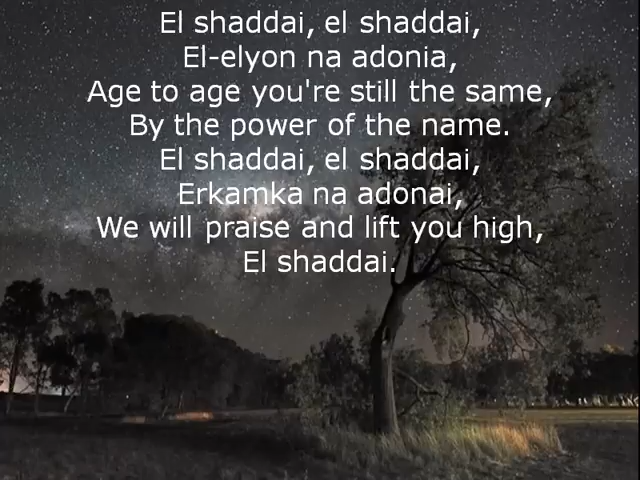 El shaddai, el shaddai,
El-elyon na adonia,
Age to age you're still the same,
By the power of the name.
El shaddai, el shaddai,
Erkamka na adonai,
We will praise and lift you high,
El shaddai.